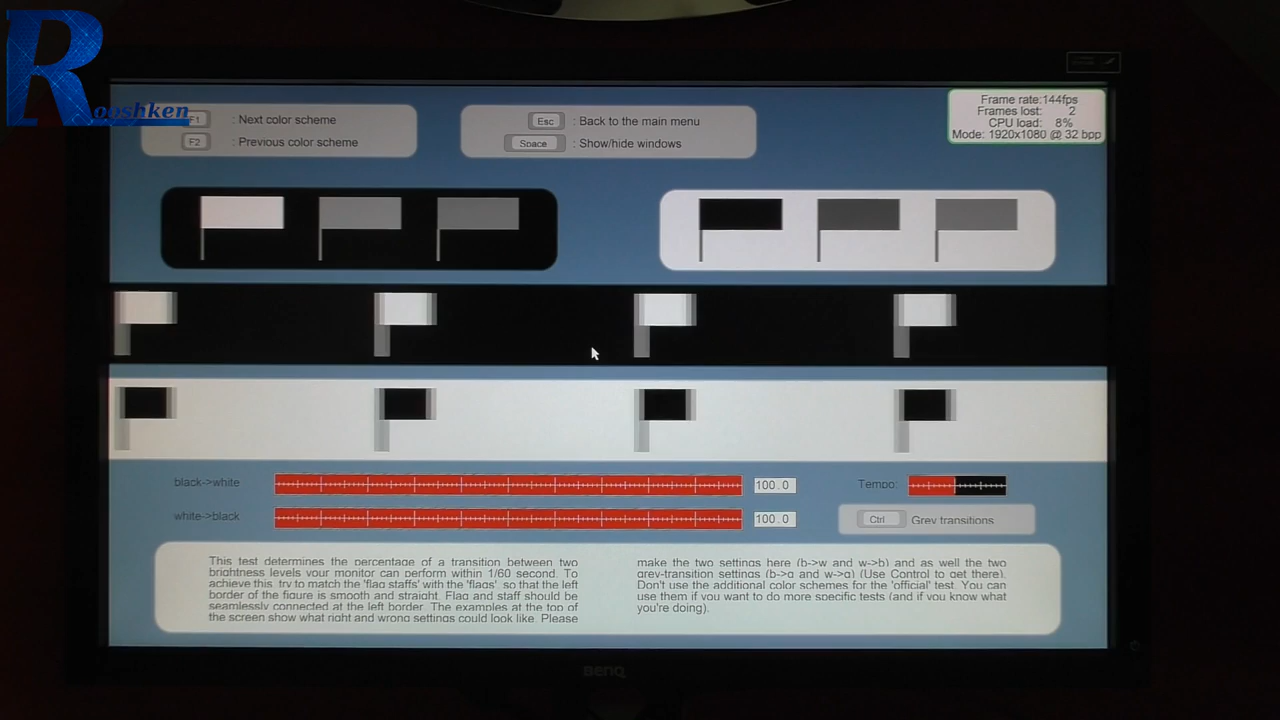 Rooshken
F1 : Next color scheme
F2 : Previous color scheme
Esc : Back to the main menu
Space : Show/hide windows
Frame rate:144fps
Frames lost: 2
CPU load: 8%
Mode: 1920x1080 @ 32 bpp
black->white 100.0
white->black 100.0
Tempo:
Ctrl Grey transitions
This test determines the percentage of a transition between two
brightness levels your monitor can perform within 1/60 second. To
achieve this, try to match the 'flag staffs' with the 'flags', so that the left
border of the figure is smooth and straight. Flag and staff should be
seamlessly connected at the left border. The examples at the top of
the screen show what right and wrong settings could look like. Please
make the two settings here (b->w and w->b) and as well the two
grey-transition settings (b->g and w->g) (Use Control to get there).
Don't use the additional color schemes for the 'official' test. You can
use them if you want to do more specific tests (and if you know what
you're doing).
BenQ